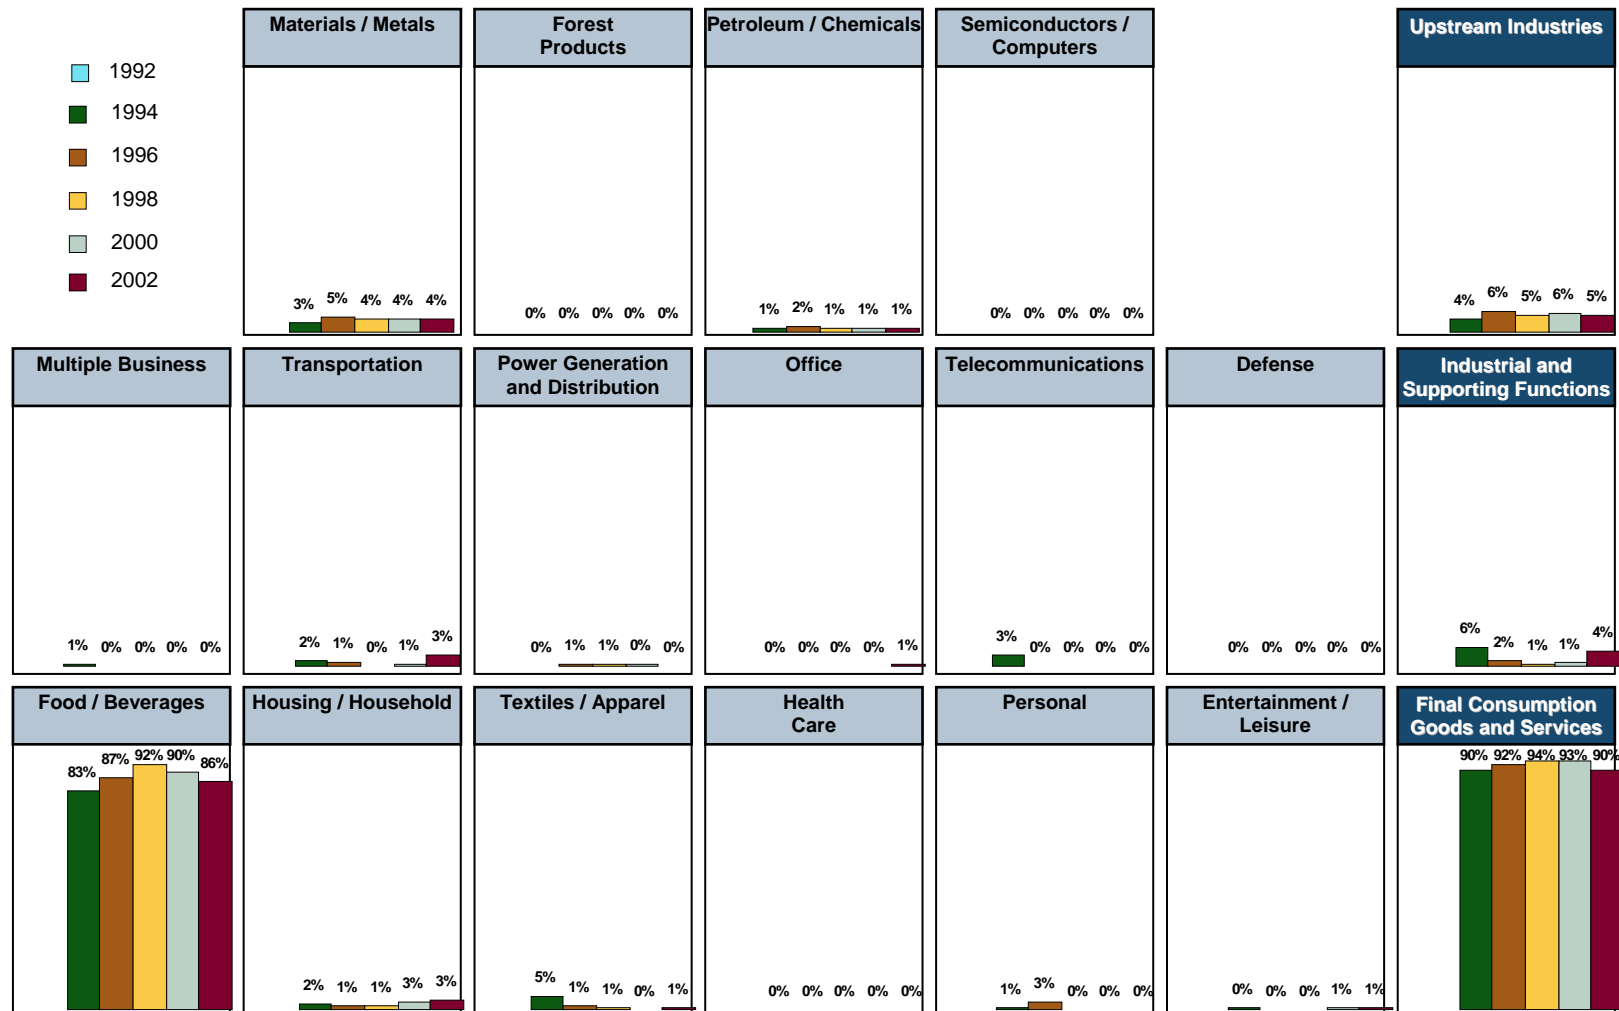 Materials / Metals
Forest
Products
Petroleum / Chemicals
Semiconductors /
Computers
Upstream Industries
1992
1994
1996
1998
2000
2002
3% 5% 4% 4% 4%
0% 0% 0% 0% 0%
1% 2% 1% 1% 1%
0% 0% 0% 0% 0%
4% 6% 5% 6% 5%
Multiple Business
Transportation
Power Generation
and Distribution
Office
Telecommunications
Defense
Industrial and
Supporting Functions
1% 0% 0% 0% 0%
2% 1% 0% 1% 3%
0% 1% 1% 0% 0%
0% 0% 0% 0% 1%
3% 0% 0% 0% 0%
0% 0% 0% 0% 0%
6% 2% 1% 1% 4%
Food / Beverages
Housing / Household
Textiles / Apparel
Health
Care
Personal
Entertainment /
Leisure
Final Consumption
Goods and Services
83% 87% 92% 90% 86%
2% 1% 1% 3% 3%
5% 1% 1% 0% 1%
0% 0% 0% 0% 0%
1% 3% 0% 0% 0%
0% 0% 0% 1% 1%
90% 92% 94% 93% 90%